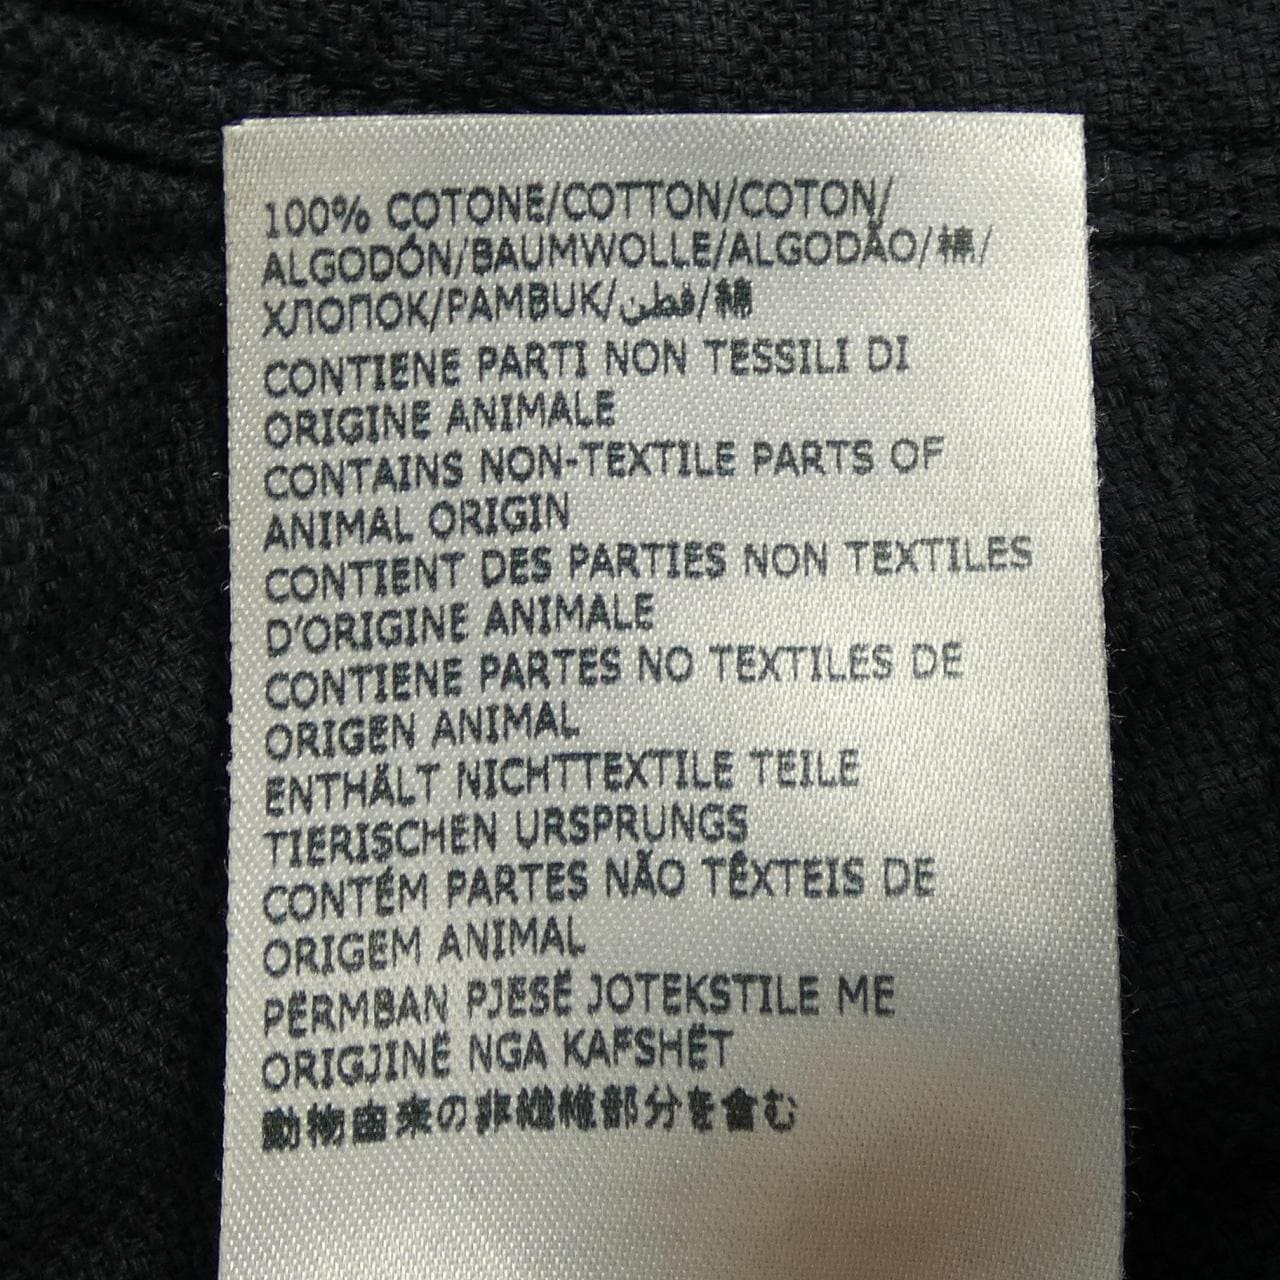 100% COTONE/COTTON/COTON/
ALGODÓN/BAUMWOLLE/ALGODÃO/棉/
ХЛОПОК/PAMBUK/قطن/綿
CONTIENE PARTI NON TESSILI DI
ORIGINE ANIMALE
CONTAINS NON-TEXTILE PARTS OF
ANIMAL ORIGIN
CONTIENT DES PARTIES NON TEXTILES
D'ORIGINE ANIMALE
CONTIENE PARTES NO TEXTILES DE
ORIGEN ANIMAL
ENTHÄLT NICHTTEXTILE TEILE
TIERISCHEN URSPRUNGS
CONTÉM PARTES NÃO TÊXTEIS DE
ORIGEM ANIMAL
PËRMBAN PJESË JOTEKSTILE ME
ORIGJINË NGA KAFSHËT
動物由来の非繊維部分を含む